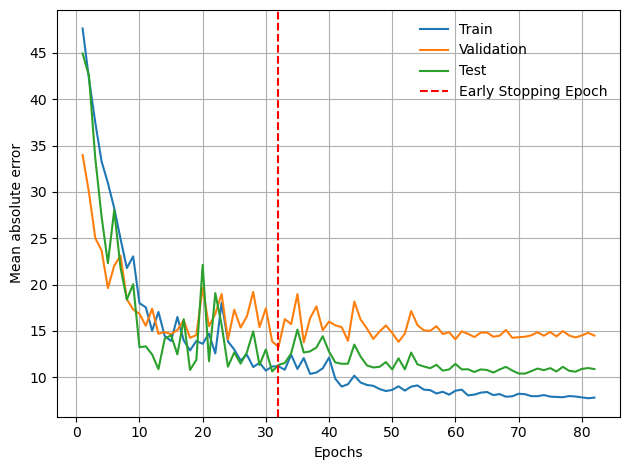 Train
Validation
Test
Early Stopping Epoch
Mean absolute error
45
40
35
30
25
20
15
10
0 10 20 30 40 50 60 70 80
Epochs